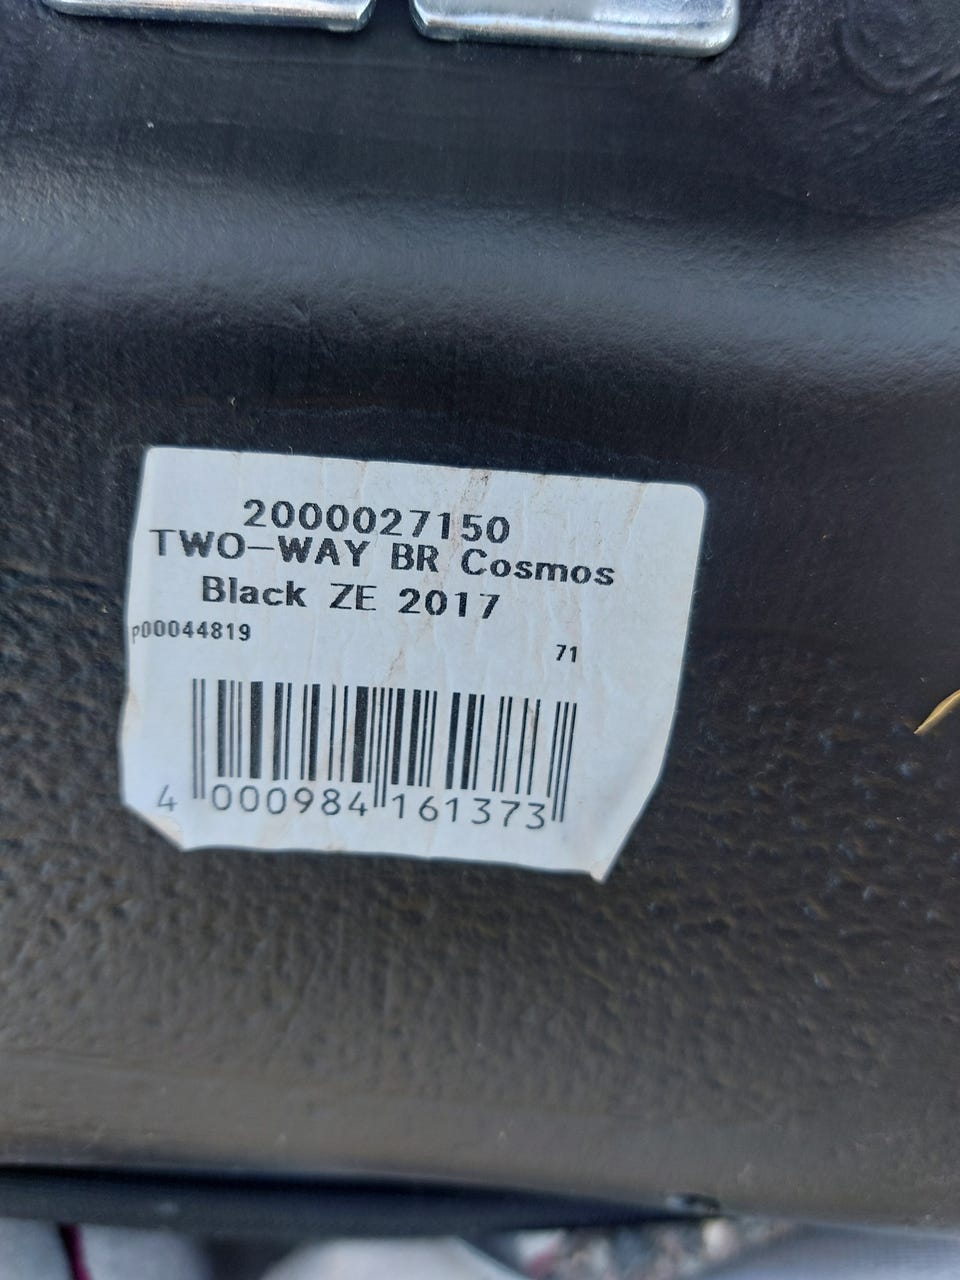 2000027150
TWO-WAY BR Cosmos
Black ZE 2017
p00044819
71
4 000984 161373